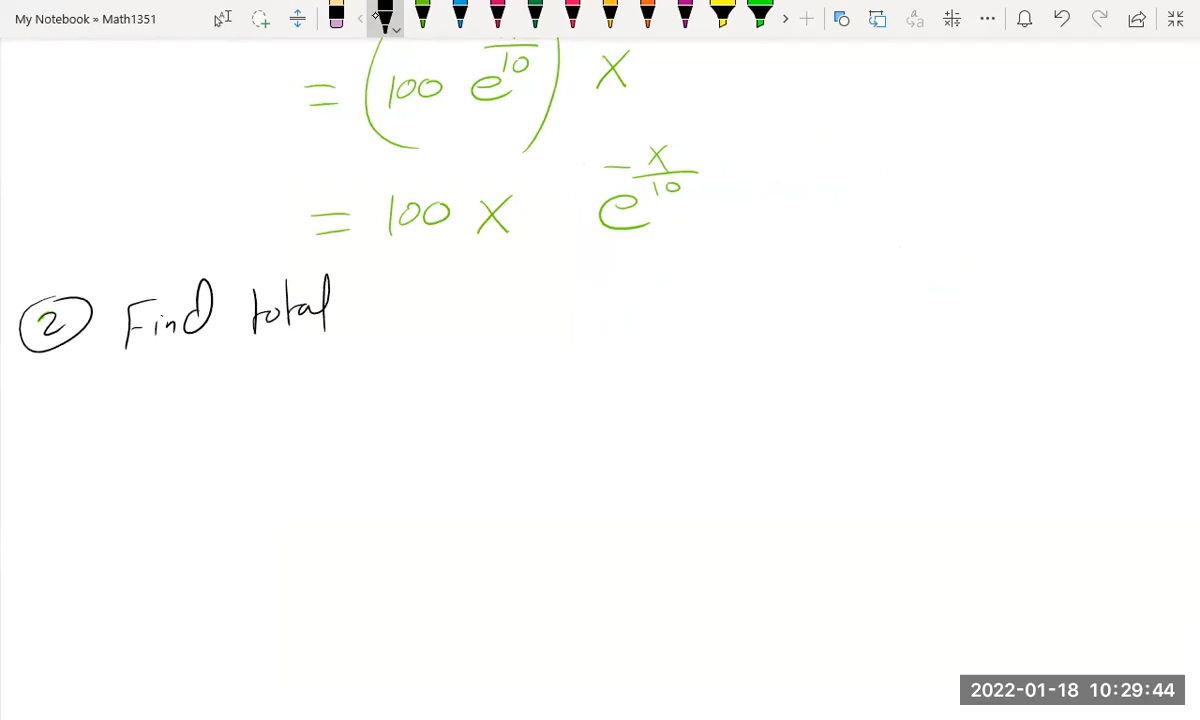 My Notebook » Math1351
= (100 e^{-x/10}) x
= 100 x e^{-x/10}
② Find total
2022-01-18 10:29:44